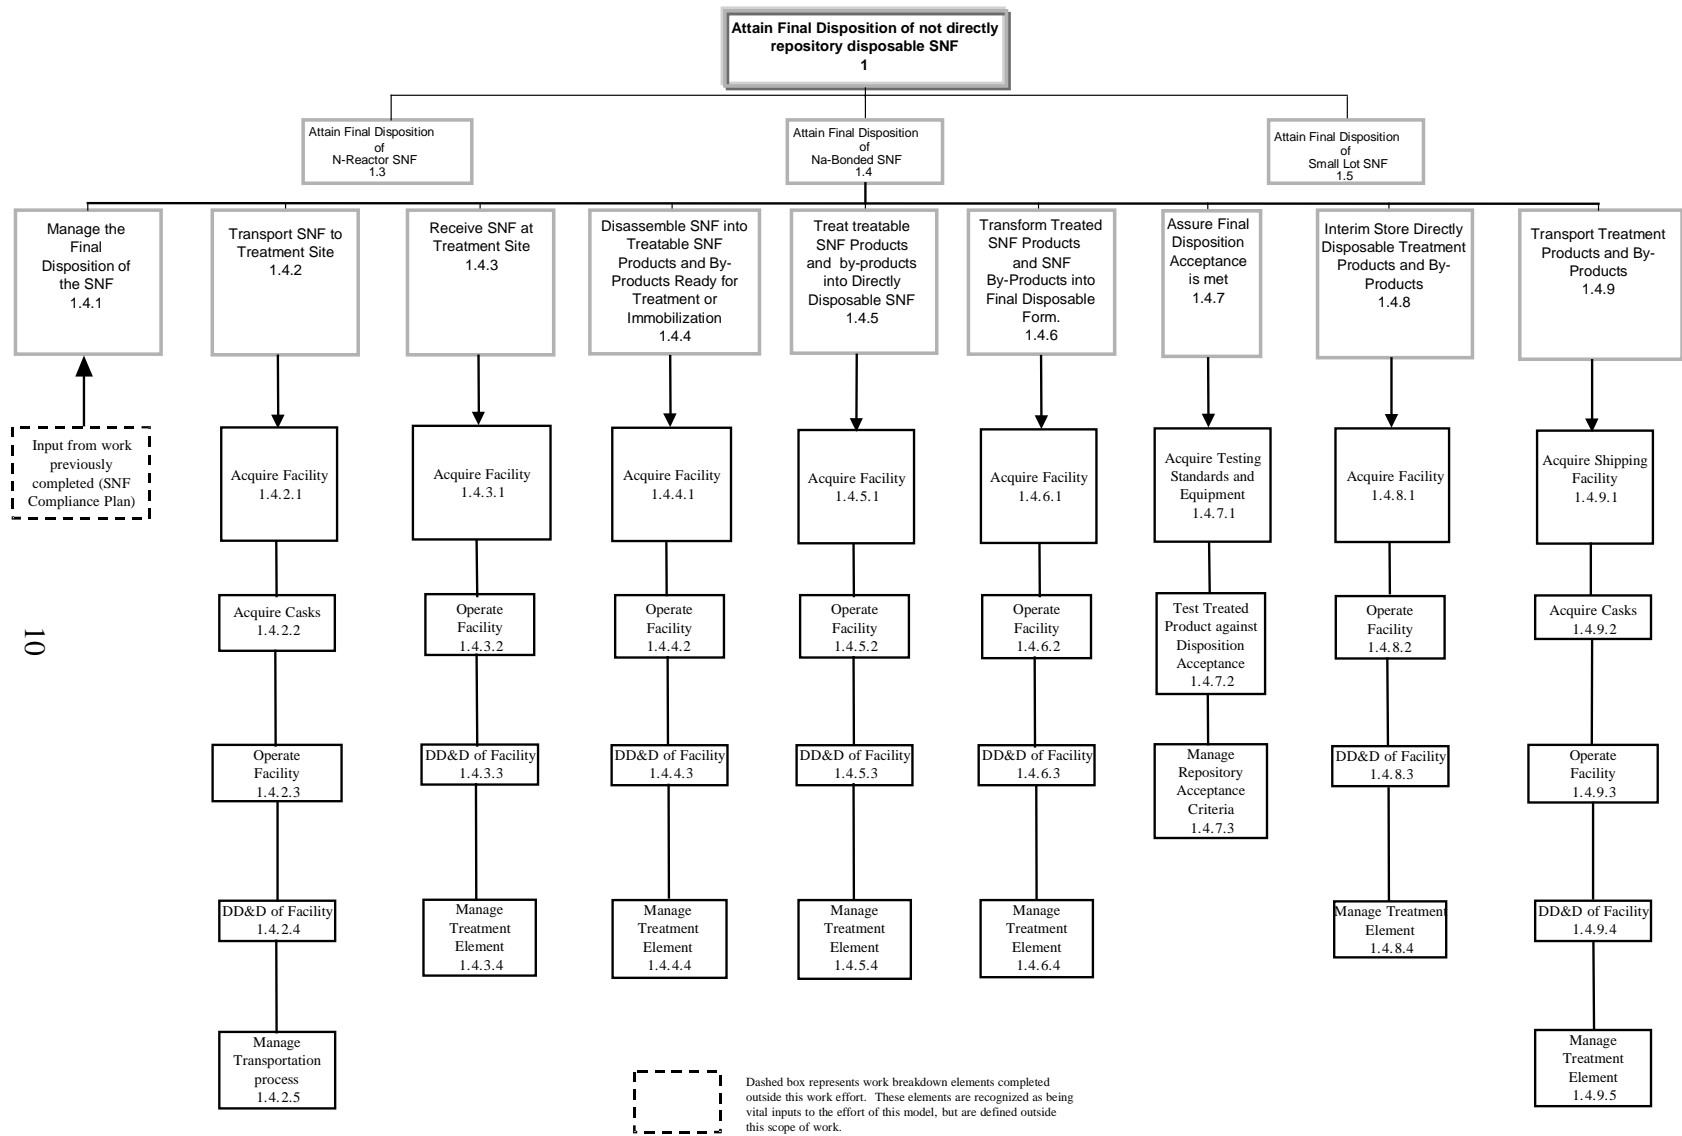 Attain Final Disposition of not directly
repository disposable SNF
1
Attain Final Disposition
of
N-Reactor SNF
1.3
Attain Final Disposition
of
Na-Bonded SNF
1.4
Attain Final Disposition
of
Small Lot SNF
1.5
Manage the
Final
Disposition of
the SNF
1.4.1
Transport SNF to
Treatment Site
1.4.2
Receive SNF at
Treatment Site
1.4.3
Disassemble SNF into
Treatable SNF
Products and By-
Products Ready for
Treatment or
Immobilization
1.4.4
Treat treatable
SNF Products
and by-products
into Directly
Disposable SNF
1.4.5
Transform Treated
SNF Products
and SNF
By-Products into
Final Disposable
Form.
1.4.6
Assure Final
Disposition
Acceptance
is met
1.4.7
Interim Store Directly
Disposable Treatment
Products and By-
Products
1.4.8
Transport Treatment
Products and By-
Products
1.4.9
Input from work
previously
completed (SNF
Compliance Plan)
Acquire Facility
1.4.2.1
Acquire Facility
1.4.3.1
Acquire Facility
1.4.4.1
Acquire Facility
1.4.5.1
Acquire Facility
1.4.6.1
Acquire Testing
Standards and
Equipment
1.4.7.1
Acquire Facility
1.4.8.1
Acquire Shipping
Facility
1.4.9.1
Acquire Casks
1.4.2.2
Operate
Facility
1.4.3.2
Operate
Facility
1.4.4.2
Operate
Facility
1.4.5.2
Operate
Facility
1.4.6.2
Test Treated
Product against
Disposition
Acceptance
1.4.7.2
Operate
Facility
1.4.8.2
Acquire Casks
1.4.9.2
10
Operate
Facility
1.4.2.3
DD&D of Facility
1.4.3.3
DD&D of Facility
1.4.4.3
DD&D of Facility
1.4.5.3
DD&D of Facility
1.4.6.3
Manage
Repository
Acceptance
Criteria
1.4.7.3
DD&D of Facility
1.4.8.3
Operate
Facility
1.4.9.3
DD&D of Facility
1.4.2.4
Manage
Treatment
Element
1.4.3.4
Manage
Treatment
Element
1.4.4.4
Manage
Treatment
Element
1.4.5.4
Manage
Treatment
Element
1.4.6.4
Manage Treatment
Element
1.4.8.4
DD&D of Facility
1.4.9.4
Manage
Transportation
process
1.4.2.5
Manage
Treatment
Element
1.4.9.5
Dashed box represents work breakdown elements completed
outside this work effort. These elements are recognized as being
vital inputs to the effort of this model, but are defined outside
this scope of work.